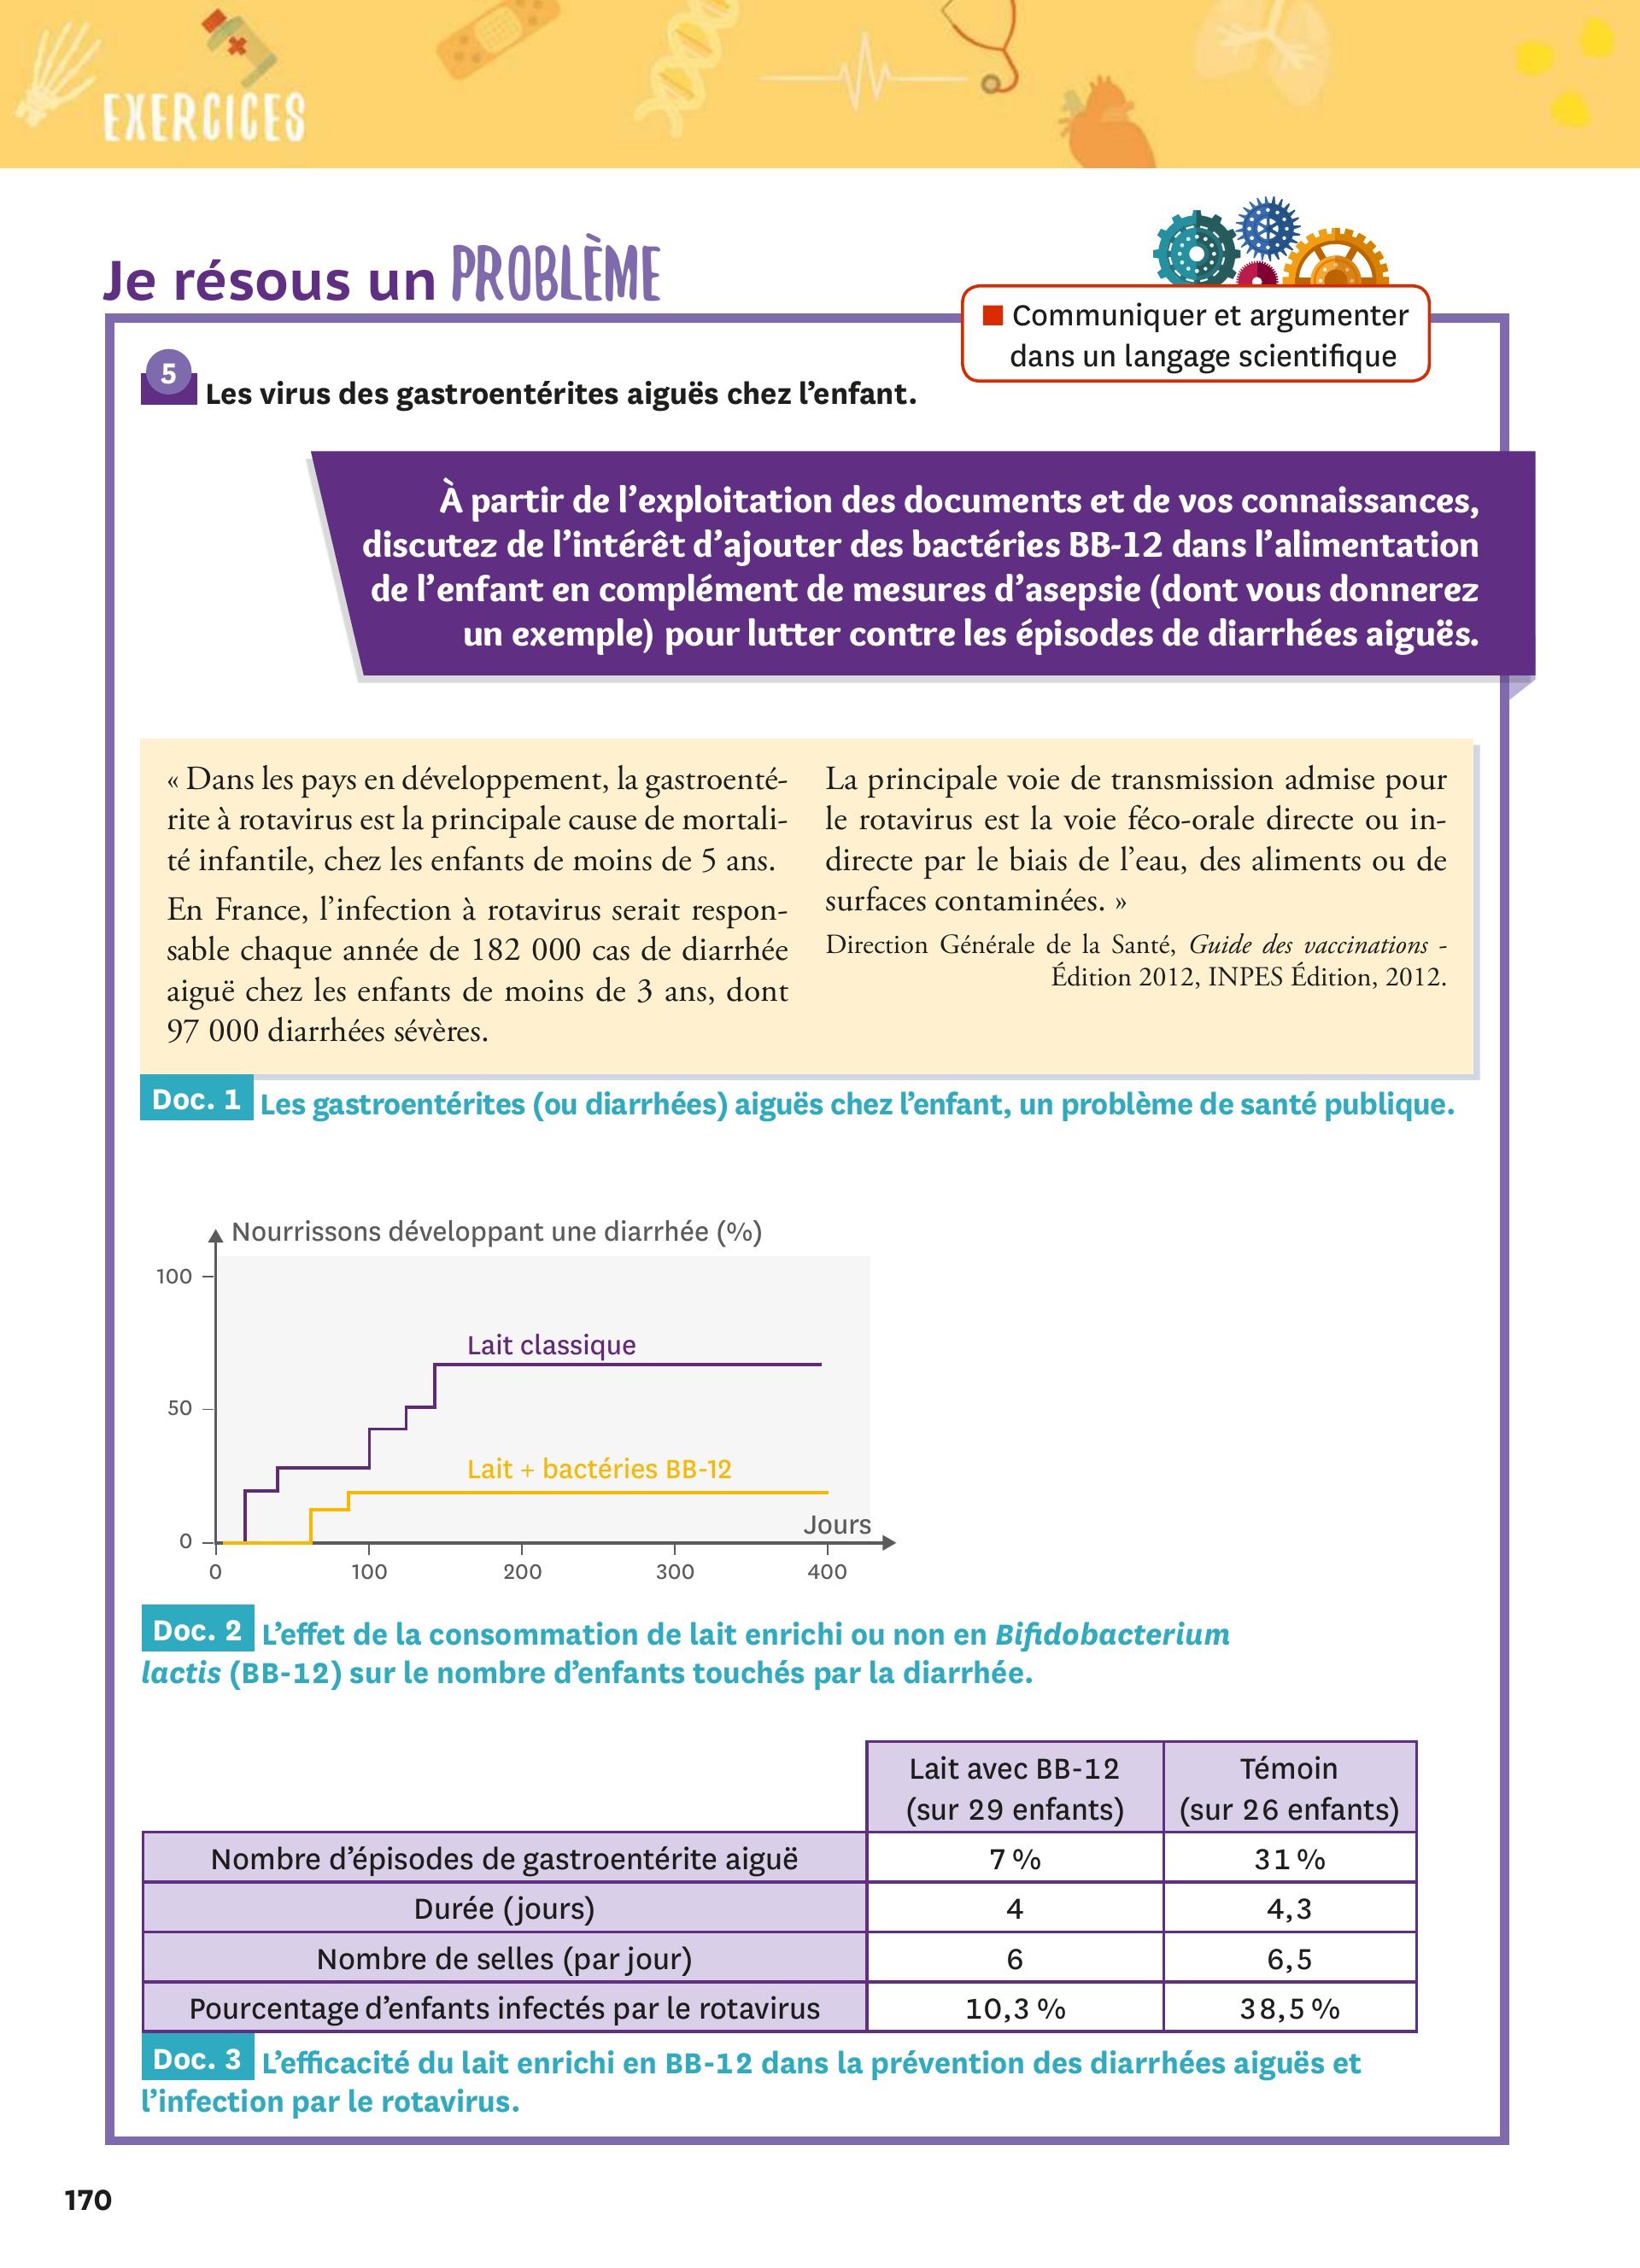 EXERCICES
Je résous un PROBLÈME
■ Communiquer et argumenter
dans un langage scientifique
5
Les virus des gastroentérites aiguës chez l’enfant.
À partir de l’exploitation des documents et de vos connaissances,
discutez de l’intérêt d’ajouter des bactéries BB-12 dans l’alimentation
de l’enfant en complément de mesures d’asepsie (dont vous donnerez
un exemple) pour lutter contre les épisodes de diarrhées aiguës.
« Dans les pays en développement, la gastroenté-
rite à rotavirus est la principale cause de mortali-
té infantile, chez les enfants de moins de 5 ans.
En France, l’infection à rotavirus serait respon-
sable chaque année de 182 000 cas de diarrhée
aiguë chez les enfants de moins de 3 ans, dont
97 000 diarrhées sévères.
La principale voie de transmission admise pour
le rotavirus est la voie féco-orale directe ou in-
directe par le biais de l’eau, des aliments ou de
surfaces contaminées. »
Direction Générale de la Santé, Guide des vaccinations -
Édition 2012, INPES Édition, 2012.
Doc. 1 Les gastroentérites (ou diarrhées) aiguës chez l’enfant, un problème de santé publique.
Nourrissons développant une diarrhée (%)
100
Lait classique
50
Lait + bactéries BB-12
Jours
0
0 100 200 300 400
Doc. 2 L’effet de la consommation de lait enrichi ou non en Bifidobacterium
lactis (BB-12) sur le nombre d’enfants touchés par la diarrhée.
Lait avec BB-12 Témoin
(sur 29 enfants) (sur 26 enfants)
Nombre d’épisodes de gastroentérite aiguë 7 % 31 %
Durée (jours) 4 4,3
Nombre de selles (par jour) 6 6,5
Pourcentage d’enfants infectés par le rotavirus 10,3 % 38,5 %
Doc. 3 L’efficacité du lait enrichi en BB-12 dans la prévention des diarrhées aiguës et
l’infection par le rotavirus.
170